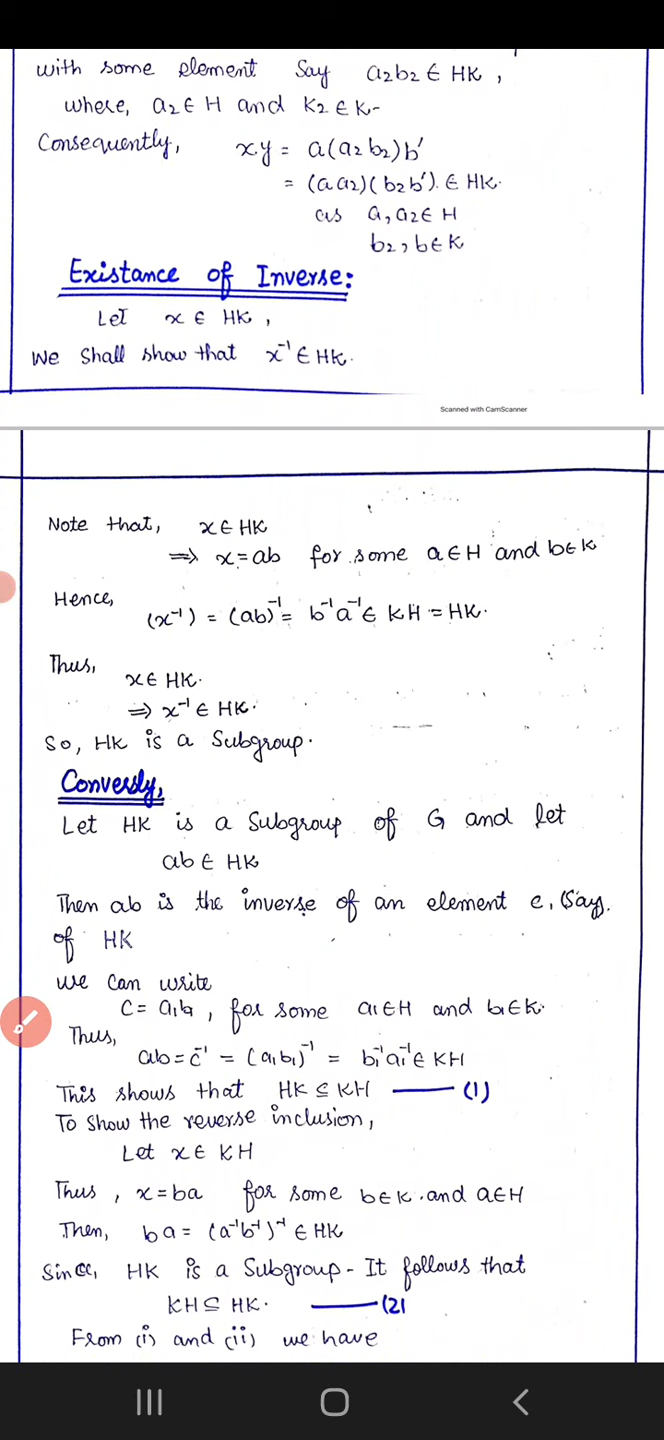 with some element Say a₂b₂ ∈ HK ,
where, a₂ ∈ H and K₂ ∈ K-
Consequently, xy = a(a₂ b₂)b′
= (a a₂)(b₂b′). ∈ HK.
as a, a₂ ∈ H
b₂, b ∈ K
Existance of Inverse:
Let x ∈ HK ,
We Shall show that x⁻¹ ∈ HK.
Scanned with CamScanner
Note that, x ∈ HK
⟹ x = ab for some a ∈ H and b ∈ K
Hence,
(x⁻¹) = (ab)⁻¹ = b⁻¹a⁻¹ ∈ KH = HK.
Thus,
x ∈ HK.
⟹ x⁻¹ ∈ HK.
So, HK is a Subgroup.
Conversly,
Let HK is a Subgroup of G and let
ab ∈ HK
Then ab is the inverse of an element c, (Say.
of HK
We Can write
C = a₁b₁ , for some a₁ ∈ H and b₁ ∈ K.
Thus,
ab = c⁻¹ = (a₁b₁)⁻¹ = b₁⁻¹a₁⁻¹ ∈ KH
This shows that HK ⊆ KH —— (1)
To Show the reverse inclusion,
Let x ∈ KH
Thus , x = ba for some b ∈ K. and a ∈ H
Then, ba = (a⁻¹b⁻¹)⁻¹ ∈ HK
Since, HK is a Subgroup - It follows that
KH ⊆ HK. —— (2)
From (i) and (ii) we have